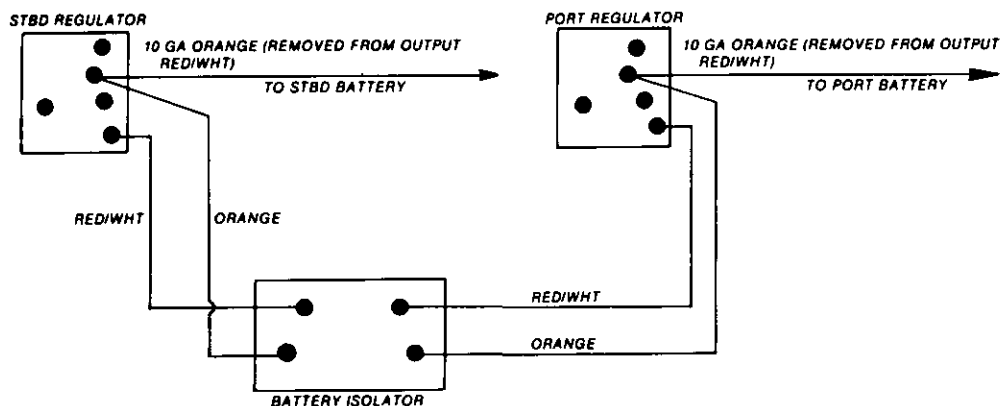 STBD REGULATOR
10 GA ORANGE (REMOVED FROM OUTPUT
RED/WHT)
TO STBD BATTERY
PORT REGULATOR
10 GA ORANGE (REMOVED FROM OUTPUT
RED/WHT)
TO PORT BATTERY
RED/WHT
ORANGE
RED/WHT
ORANGE
BATTERY ISOLATOR